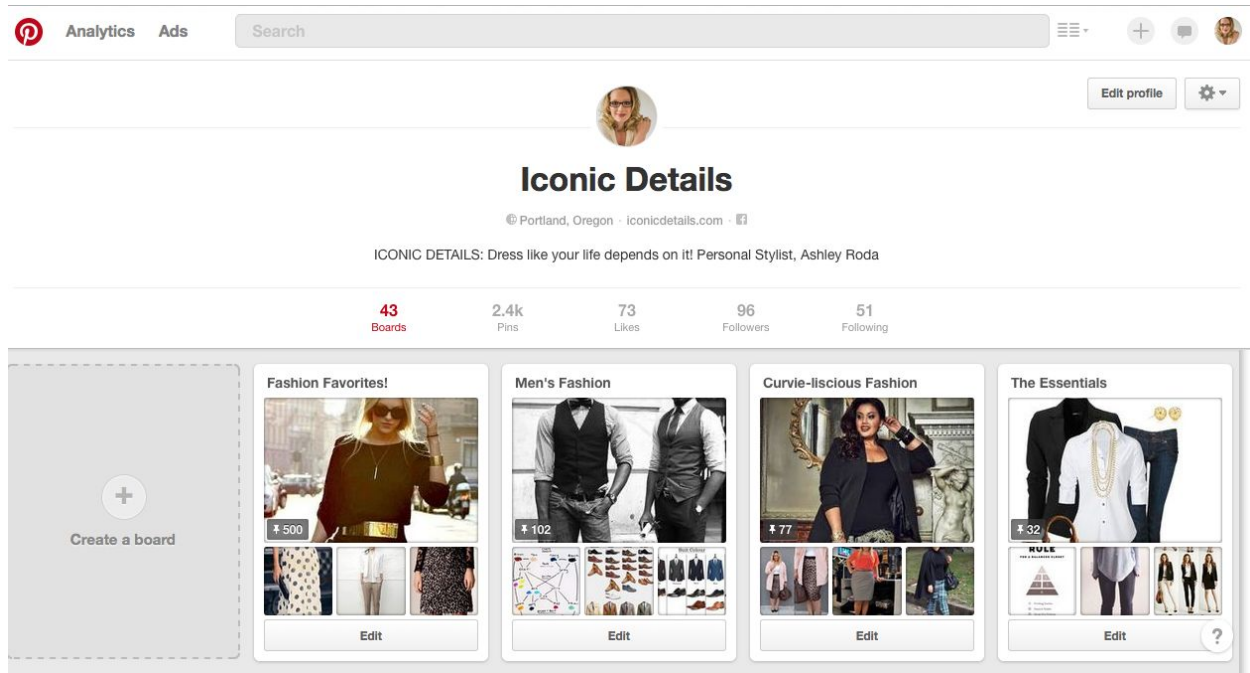 Analytics Ads Search
Edit profile
Iconic Details
Portland, Oregon · iconicdetails.com ·
ICONIC DETAILS: Dress like your life depends on it! Personal Stylist, Ashley Roda
43 2.4k 73 96 51
Boards Pins Likes Followers Following
Fashion Favorites! Men's Fashion Curvie-liscious Fashion The Essentials
500 102 77 32
Create a board
RULE
Edit Edit Edit Edit ?